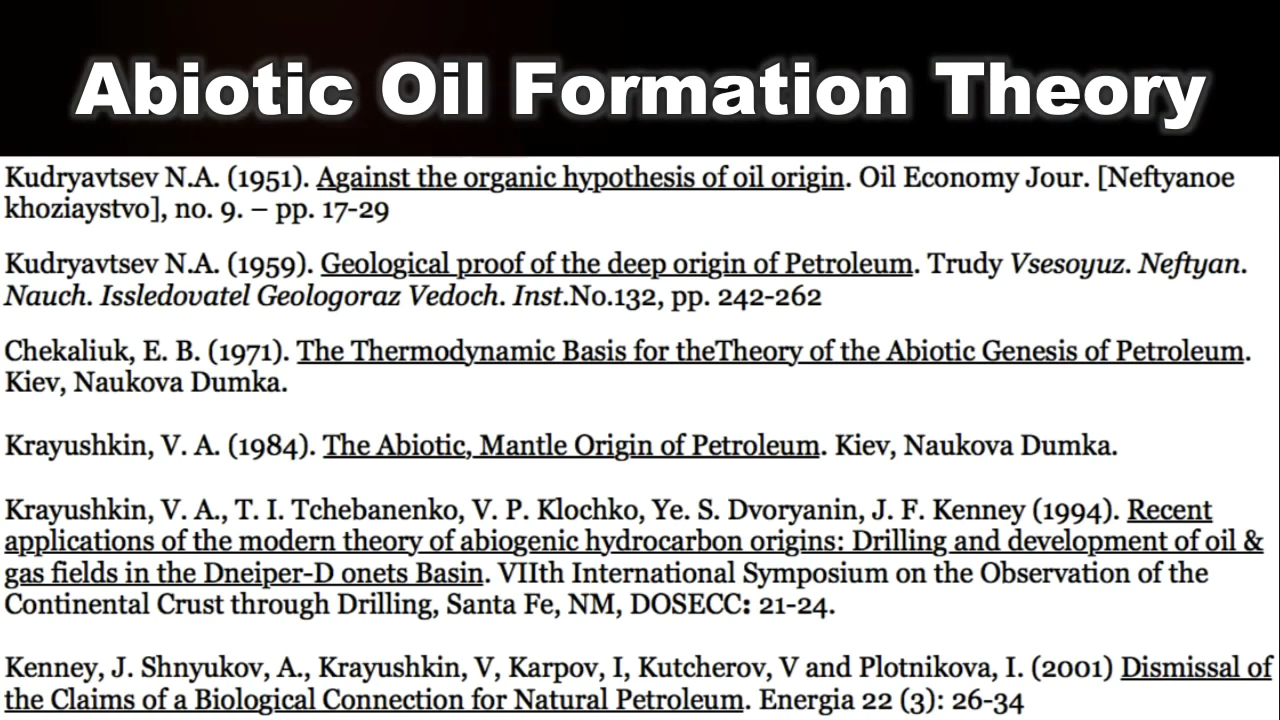 Abiotic Oil Formation Theory
Kudryavtsev N.A. (1951). Against the organic hypothesis of oil origin. Oil Economy Jour. [Neftyanoe
khoziaystvo], no. 9. – pp. 17-29
Kudryavtsev N.A. (1959). Geological proof of the deep origin of Petroleum. Trudy Vsesoyuz. Neftyan.
Nauch. Issledovatel Geologoraz Vedoch. Inst.No.132, pp. 242-262
Chekaliuk, E. B. (1971). The Thermodynamic Basis for theTheory of the Abiotic Genesis of Petroleum.
Kiev, Naukova Dumka.
Krayushkin, V. A. (1984). The Abiotic, Mantle Origin of Petroleum. Kiev, Naukova Dumka.
Krayushkin, V. A., T. I. Tchebanenko, V. P. Klochko, Ye. S. Dvoryanin, J. F. Kenney (1994). Recent
applications of the modern theory of abiogenic hydrocarbon origins: Drilling and development of oil &
gas fields in the Dneiper-D onets Basin. VIIth International Symposium on the Observation of the
Continental Crust through Drilling, Santa Fe, NM, DOSECC: 21-24.
Kenney, J. Shnyukov, A., Krayushkin, V, Karpov, I, Kutcherov, V and Plotnikova, I. (2001) Dismissal of
the Claims of a Biological Connection for Natural Petroleum. Energia 22 (3): 26-34